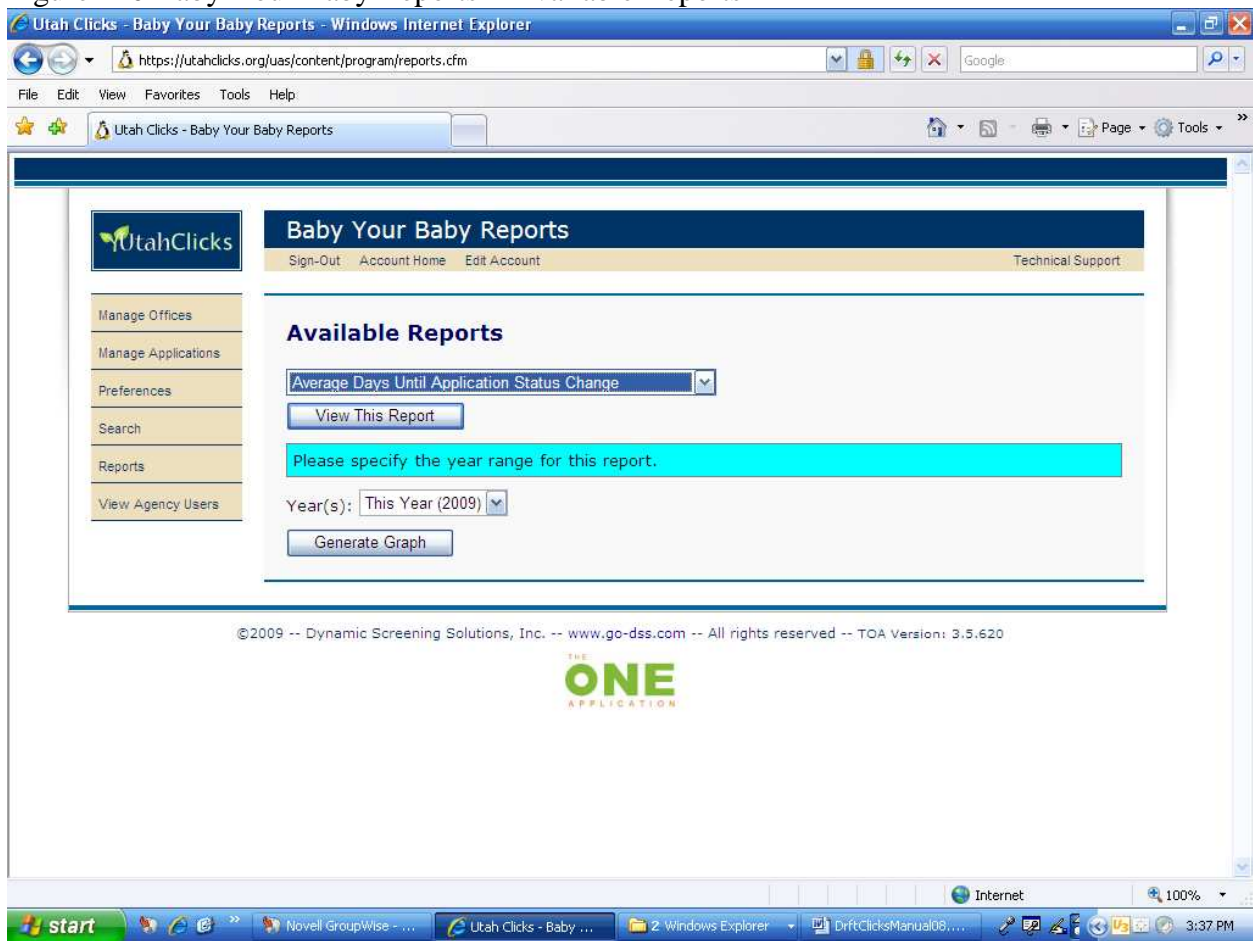 Utah Clicks - Baby Your Baby Reports - Windows Internet Explorer
https://utahclicks.org/uas/content/program/reports.cfm
Google
File Edit View Favorites Tools Help
Utah Clicks - Baby Your Baby Reports
Page Tools
UtahClicks
Baby Your Baby Reports
Sign-Out Account Home Edit Account Technical Support
Manage Offices
Manage Applications
Preferences
Search
Reports
View Agency Users
Available Reports
Average Days Until Application Status Change
View This Report
Please specify the year range for this report.
Year(s): This Year (2009)
Generate Graph
©2009 -- Dynamic Screening Solutions, Inc. -- www.go-dss.com -- All rights reserved -- TOA Version: 3.5.620
THE
ONE
APPLICATION
Internet 100%
start Novell GroupWise - ... Utah Clicks - Baby ... 2 Windows Explorer DrftClicksManual08.... 3:37 PM